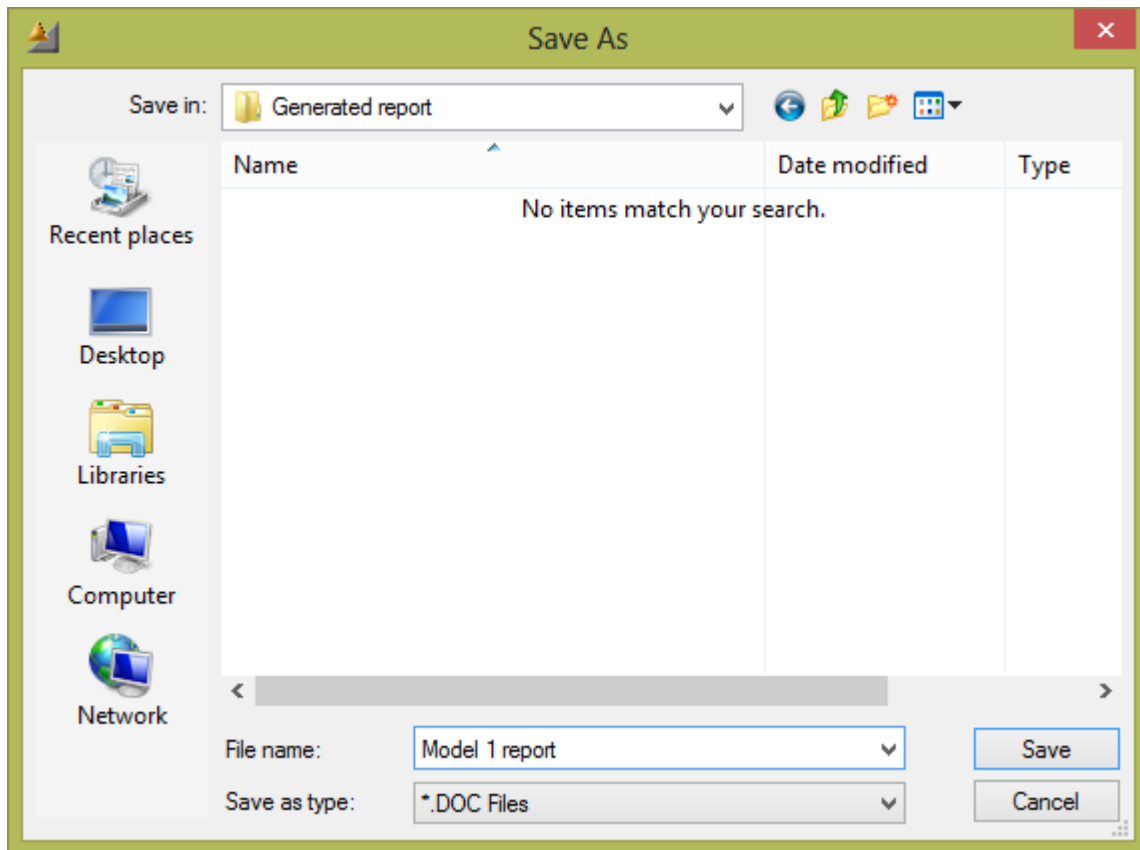 Save As
Save in: Generated report
Name Date modified Type
No items match your search.
Recent places
Desktop
Libraries
Computer
Network
File name: Model 1 report Save
Save as type: *.DOC Files Cancel